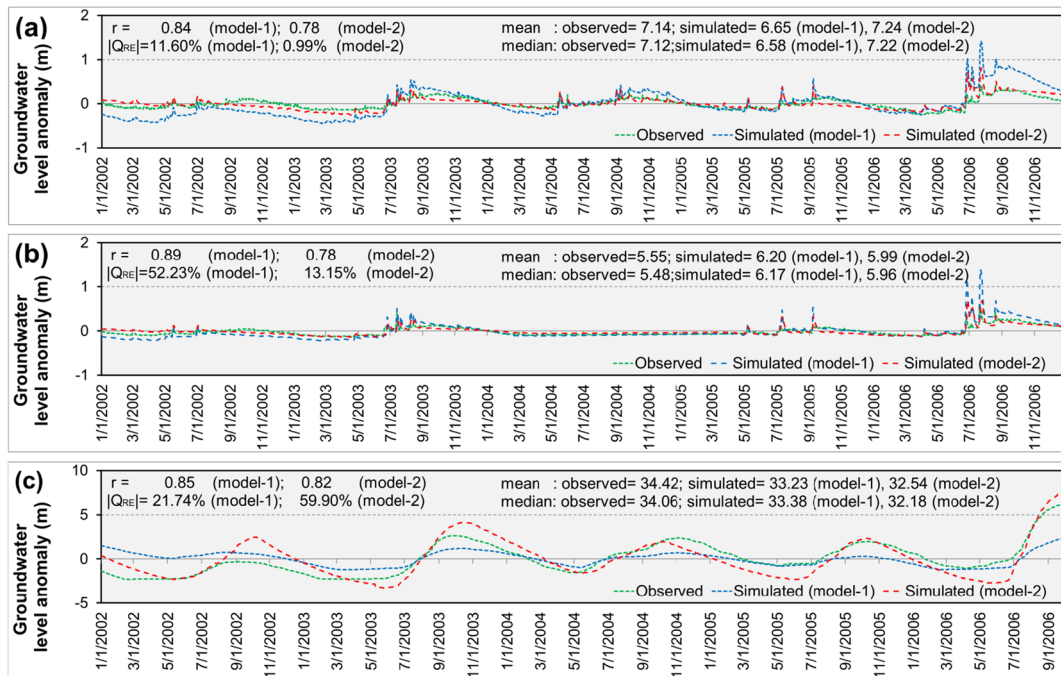 (a)
r = 0.84 (model-1); 0.78 (model-2)
|QRE|=11.60% (model-1); 0.99% (model-2)
mean : observed= 7.14; simulated= 6.65 (model-1), 7.24 (model-2)
median: observed= 7.12;simulated= 6.58 (model-1), 7.22 (model-2)
Groundwater
level anomaly (m)
2
1
0
-1
Observed Simulated (model-1) Simulated (model-2)
1/1/2002 3/1/2002 5/1/2002 7/1/2002 9/1/2002 11/1/2002 1/1/2003 3/1/2003 5/1/2003 7/1/2003 9/1/2003 11/1/2003 1/1/2004 3/1/2004 5/1/2004 7/1/2004 9/1/2004 11/1/2004 1/1/2005 3/1/2005 5/1/2005 7/1/2005 9/1/2005 11/1/2005 1/1/2006 3/1/2006 5/1/2006 7/1/2006 9/1/2006 11/1/2006
(b)
r = 0.89 (model-1); 0.78 (model-2)
|QRE|=52.23% (model-1); 13.15% (model-2)
mean : observed=5.55; simulated= 6.20 (model-1), 5.99 (model-2)
median: observed= 5.48;simulated= 6.17 (model-1), 5.96 (model-2)
Groundwater
level anomaly (m)
2
1
0
-1
Observed Simulated (model-1) Simulated (model-2)
1/1/2002 3/1/2002 5/1/2002 7/1/2002 9/1/2002 11/1/2002 1/1/2003 3/1/2003 5/1/2003 7/1/2003 9/1/2003 11/1/2003 1/1/2004 3/1/2004 5/1/2004 7/1/2004 9/1/2004 11/1/2004 1/1/2005 3/1/2005 5/1/2005 7/1/2005 9/1/2005 11/1/2005 1/1/2006 3/1/2006 5/1/2006 7/1/2006 9/1/2006
(c)
r = 0.85 (model-1); 0.82 (model-2)
|QRE|= 21.74% (model-1); 59.90% (model-2)
mean : observed= 34.42; simulated= 33.23 (model-1), 32.54 (model-2)
median: observed= 34.06; simulated= 33.38 (model-1), 32.18 (model-2)
Groundwater
level anomaly (m)
10
5
0
-5
Observed Simulated (model-1) Simulated (model-2)
1/1/2002 3/1/2002 5/1/2002 7/1/2002 9/1/2002 11/1/2002 1/1/2003 3/1/2003 5/1/2003 7/1/2003 9/1/2003 11/1/2003 1/1/2004 3/1/2004 5/1/2004 7/1/2004 9/1/2004 11/1/2004 1/1/2005 3/1/2005 5/1/2005 7/1/2005 9/1/2005 11/1/2005 1/1/2006 3/1/2006 5/1/2006 7/1/2006 9/1/2006